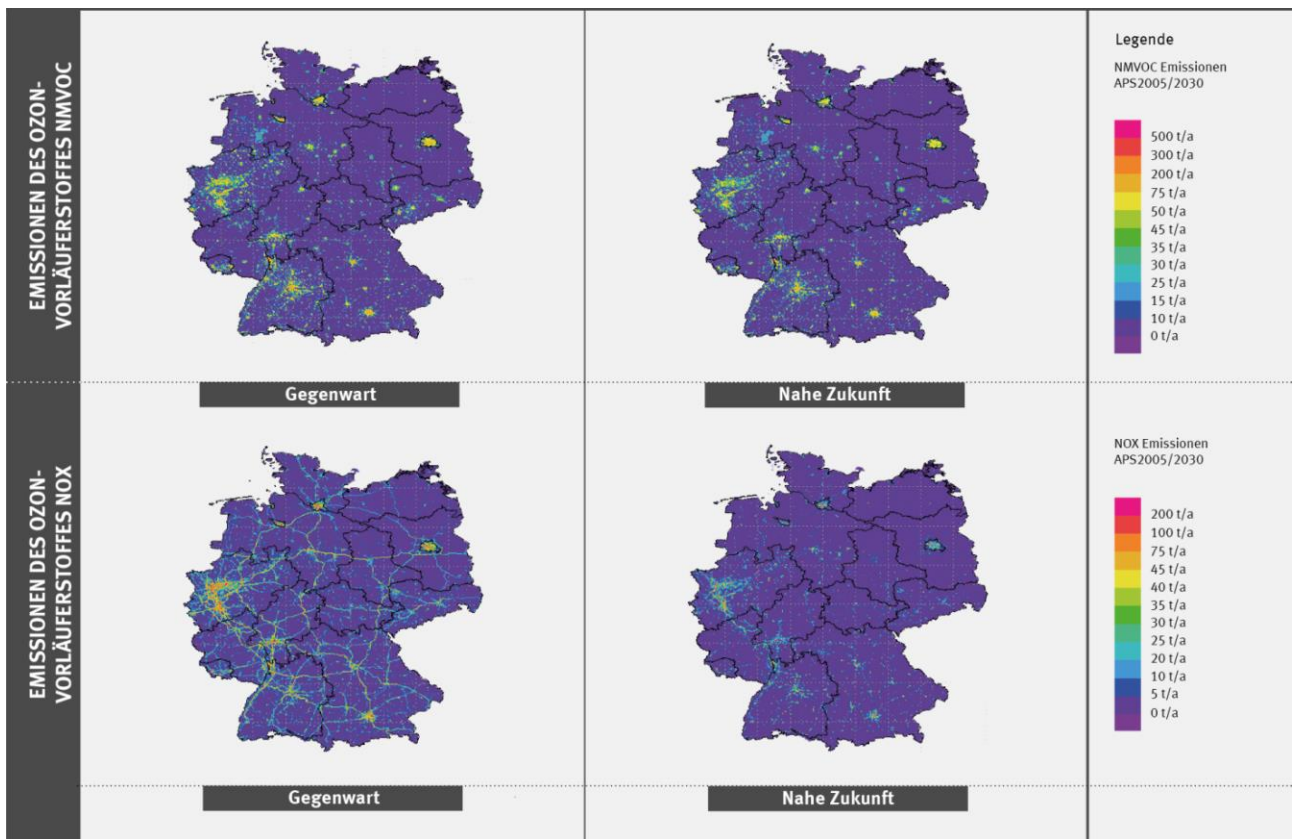 EMISSIONEN DES OZON-
VORLÄUFERSTOFFES NMVOC
Gegenwart
Nahe Zukunft
Legende
NMVOC Emissionen
APS2005/2030
500 t/a
300 t/a
200 t/a
75 t/a
50 t/a
45 t/a
35 t/a
30 t/a
25 t/a
15 t/a
10 t/a
0 t/a
EMISSIONEN DES OZON-
VORLÄUFERSTOFFES NOX
Gegenwart
Nahe Zukunft
NOX Emissionen
APS2005/2030
200 t/a
100 t/a
75 t/a
45 t/a
40 t/a
35 t/a
30 t/a
25 t/a
20 t/a
10 t/a
5 t/a
0 t/a